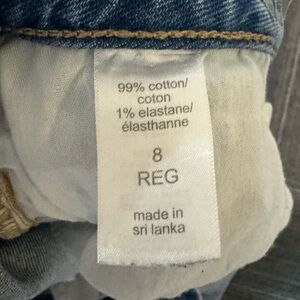 99% cotton/
coton
1% elastane/
élasthanne
8
REG
made in
sri lanka